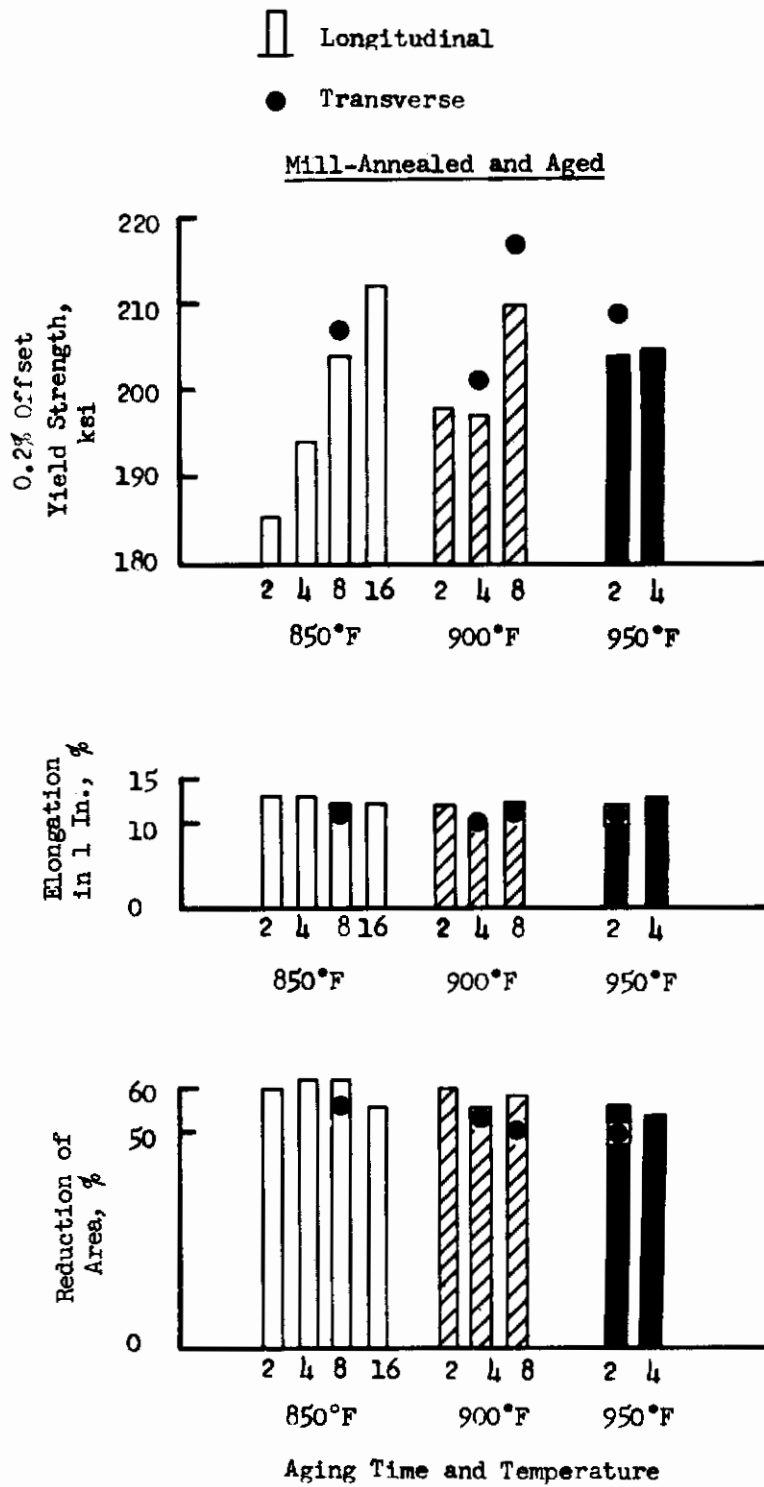 Longitudinal
Transverse
Mill-Annealed and Aged
0.2% Offset
Yield Strength,
ksi
220
210
200
190
180
2 4 8 16 2 4 8 2 4
850°F 900°F 950°F
Elongation
in 1 In., %
15
10
0
2 4 8 16 2 4 8 2 4
850°F 900°F 950°F
Reduction of
Area, %
60
50
0
2 4 8 16 2 4 8 2 4
850°F 900°F 950°F
Aging Time and Temperature